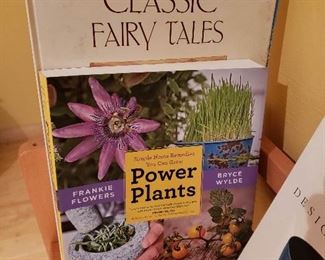 CLASSIC
FAIRY TALES
Simple Home Remedies
You Can Grow
Power
Plants
FRANKIE
FLOWERS
BRYCE
WYLDE
DESIG